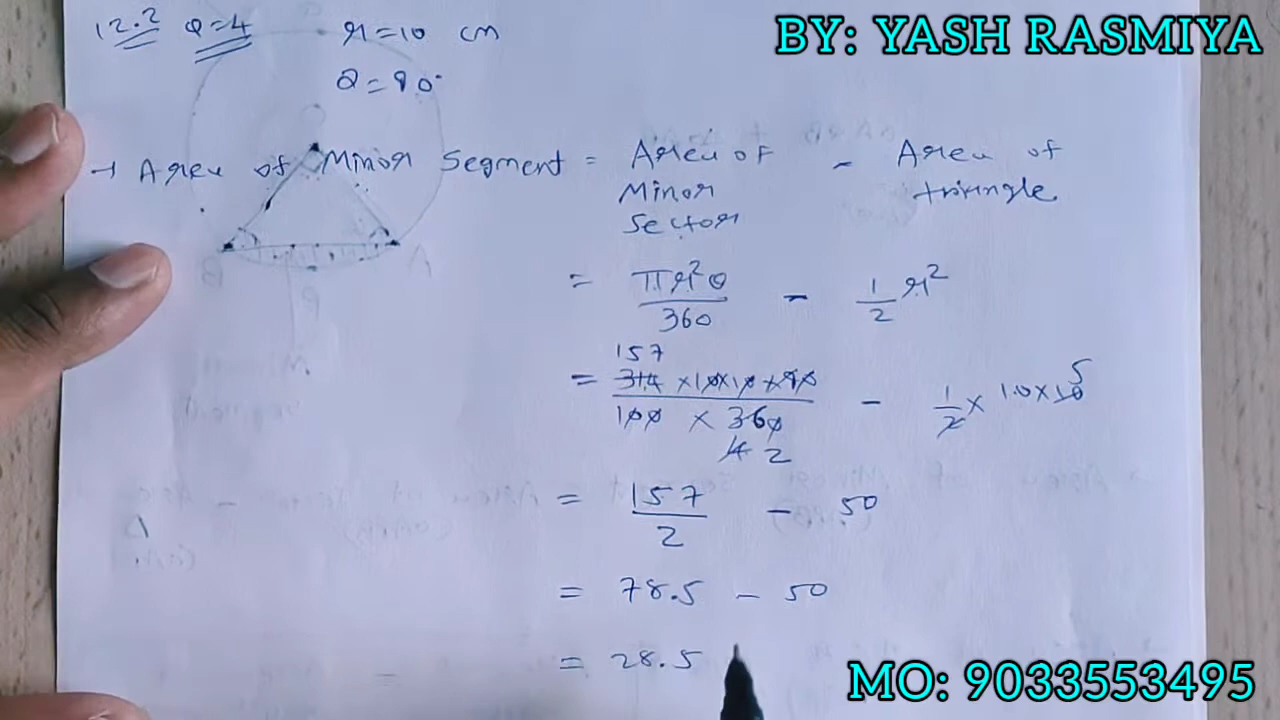 12.2 Q=4 r=10 cm
BY: YASH RASMIYA
θ=90°
→ Area of Minor Segment = Area of Minor Sector - Area of triangle
= πr²θ/360 - 1/2 r²
157
= 314 ×10×10×90 / 100 × 360 - 1/2 × 10×10 5
4 2
= 157/2 - 50
= 78.5 - 50
= 28.5
MO: 9033553495